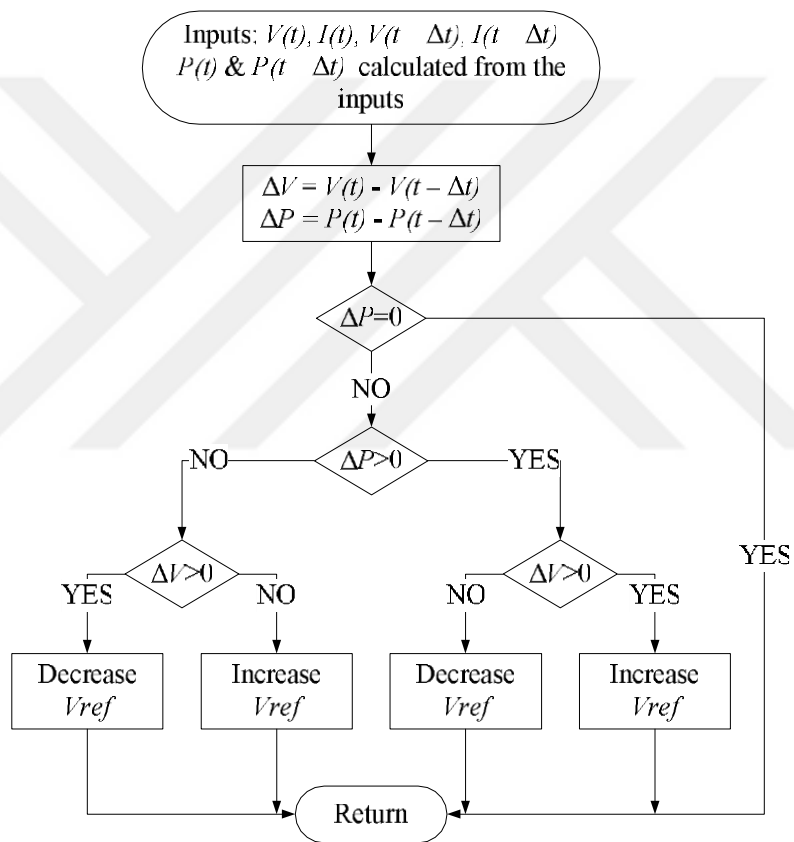 Inputs: V(t), I(t), V(t Δt), I(t Δt)
P(t) & P(t Δt) calculated from the
inputs
ΔV = V(t) - V(t – Δt)
ΔP = P(t) - P(t – Δt)
ΔP=0
NO
ΔP>0
NO
YES
YES
ΔV>0
ΔV>0
YES
NO
NO
YES
Decrease
Vref
Increase
Vref
Decrease
Vref
Increase
Vref
Return